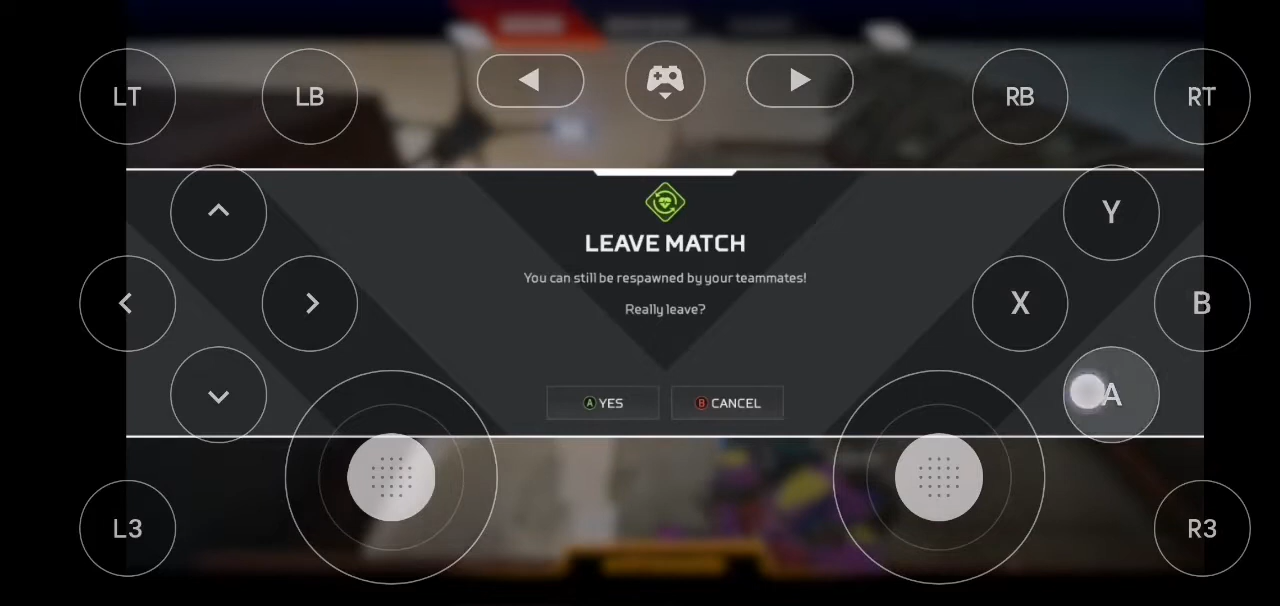 LT
LB
RB
RT
Y
LEAVE MATCH
You can still be respawned by your teammates!
Really leave?
X
B
A
A YES
B CANCEL
L3
R3